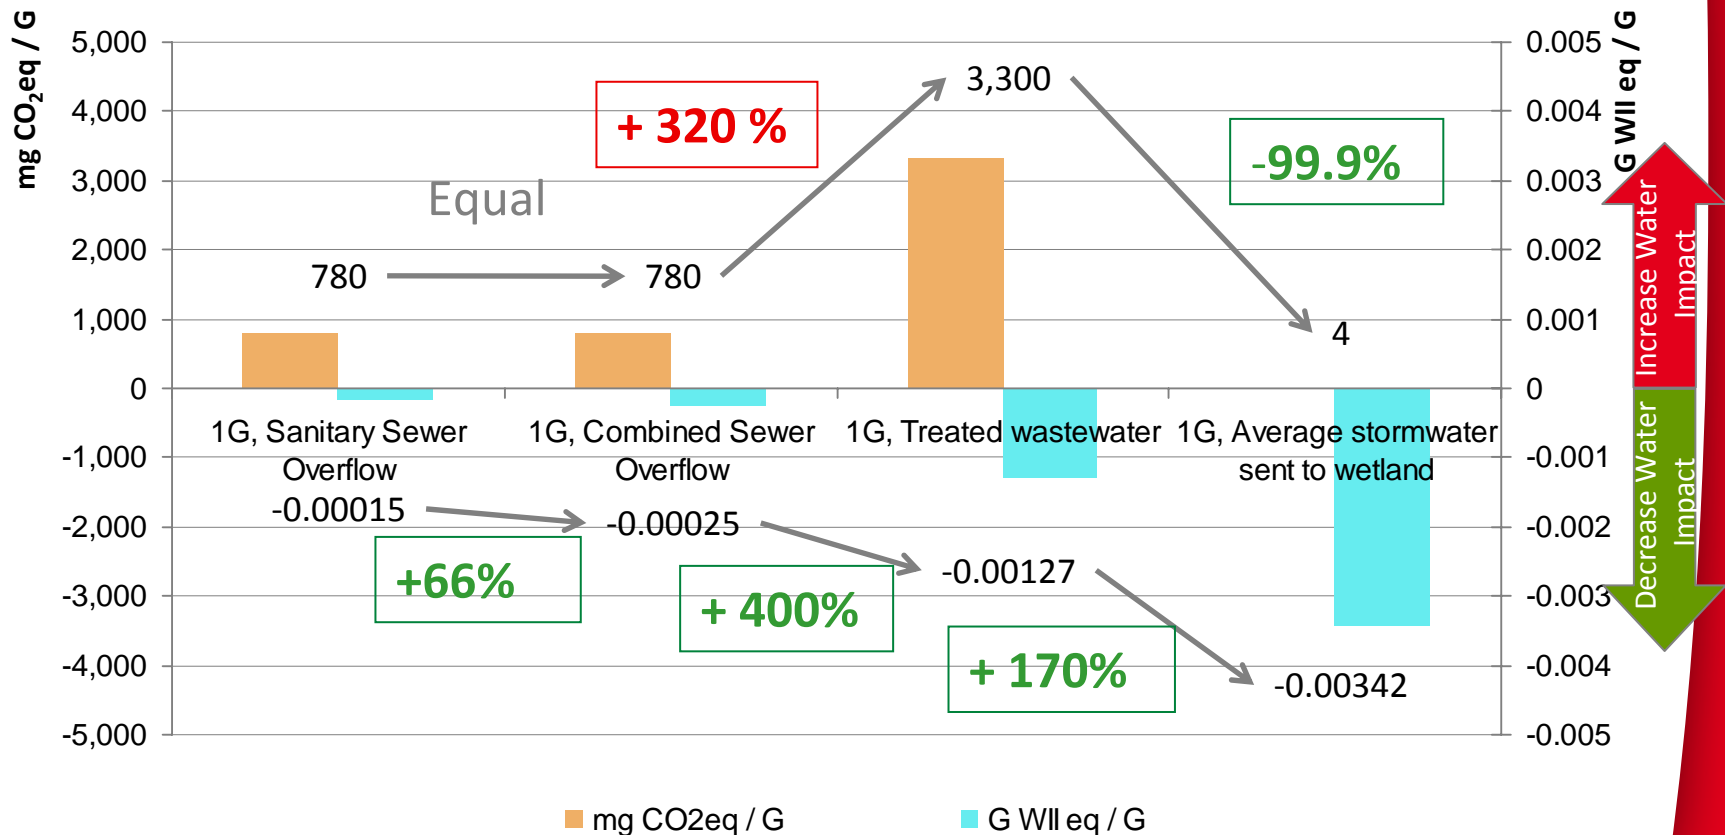 mg CO₂eq / G
G WII eq / G
5,000
4,000
3,000
2,000
1,000
0
-1,000
-2,000
-3,000
-4,000
-5,000
0.005
0.004
0.003
0.002
0.001
0
-0.001
-0.002
-0.003
-0.004
-0.005
3,300
+ 320 %
-99.9%
Equal
780
780
4
1G, Sanitary Sewer
Overflow
1G, Combined Sewer
Overflow
1G, Treated wastewater
1G, Average stormwater
sent to wetland
-0.00015
-0.00025
-0.00127
-0.00342
+66%
+ 400%
+ 170%
Increase Water
Impact
Decrease Water
Impact
mg CO2eq / G
G WII eq / G